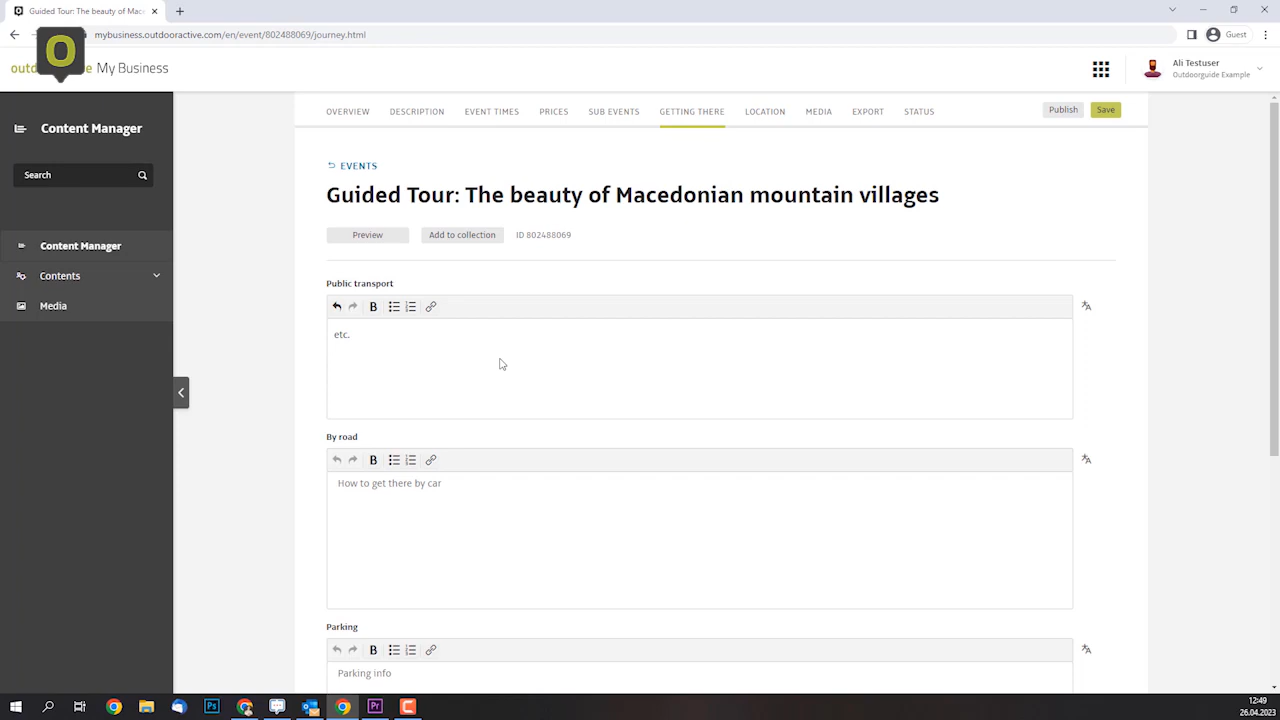 Guided Tour: The beauty of Mace
mybusiness.outdooractive.com/en/event/802488069/journey.html
Guest
O
outd e My Business
Ali Testuser
Outdoorguide Example
Content Manager
Search
Content Manager
Contents
Media
OVERVIEW DESCRIPTION EVENT TIMES PRICES SUB EVENTS GETTING THERE LOCATION MEDIA EXPORT STATUS
Publish Save
EVENTS
Guided Tour: The beauty of Macedonian mountain villages
Preview Add to collection ID 802488069
Public transport
B
etc.
By road
B
How to get there by car
Parking
B
Parking info
Ps Pr
12:49
26.04.2023